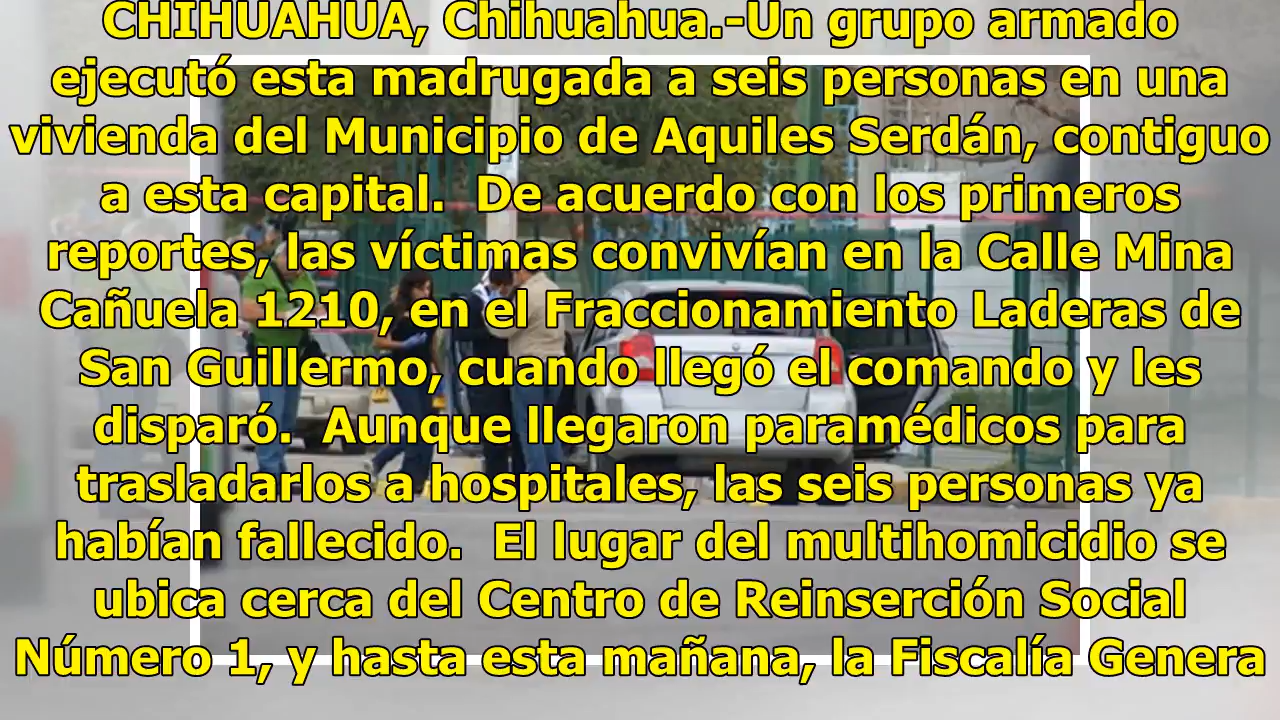 CHIHUAHUA, Chihuahua.-Un grupo armado
ejecutó esta madrugada a seis personas en una
vivienda del Municipio de Aquiles Serdán, contiguo
a esta capital.  De acuerdo con los primeros
reportes, las víctimas convivían en la Calle Mina
Cañuela 1210, en el Fraccionamiento Laderas de
San Guillermo, cuando llegó el comando y les
disparó.  Aunque llegaron paramédicos para
trasladarlos a hospitales, las seis personas ya
habían fallecido.  El lugar del multihomicidio se
ubica cerca del Centro de Reinserción Social
Número 1, y hasta esta mañana, la Fiscalía Genera